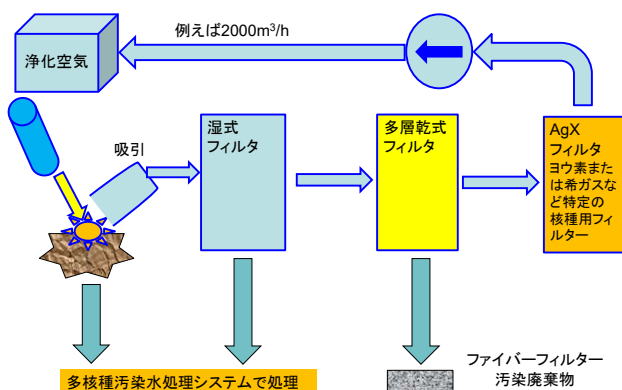 例えば2000m³/h
浄化空気
吸引
湿式
フィルタ
多層乾式
フィルタ
AgX
フィルタ
ヨウ素また
は希ガスな
ど特定の
核種用フィ
ルター
多核種汚染水処理システムで処理
ファイバーフィルター
汚染廃棄物